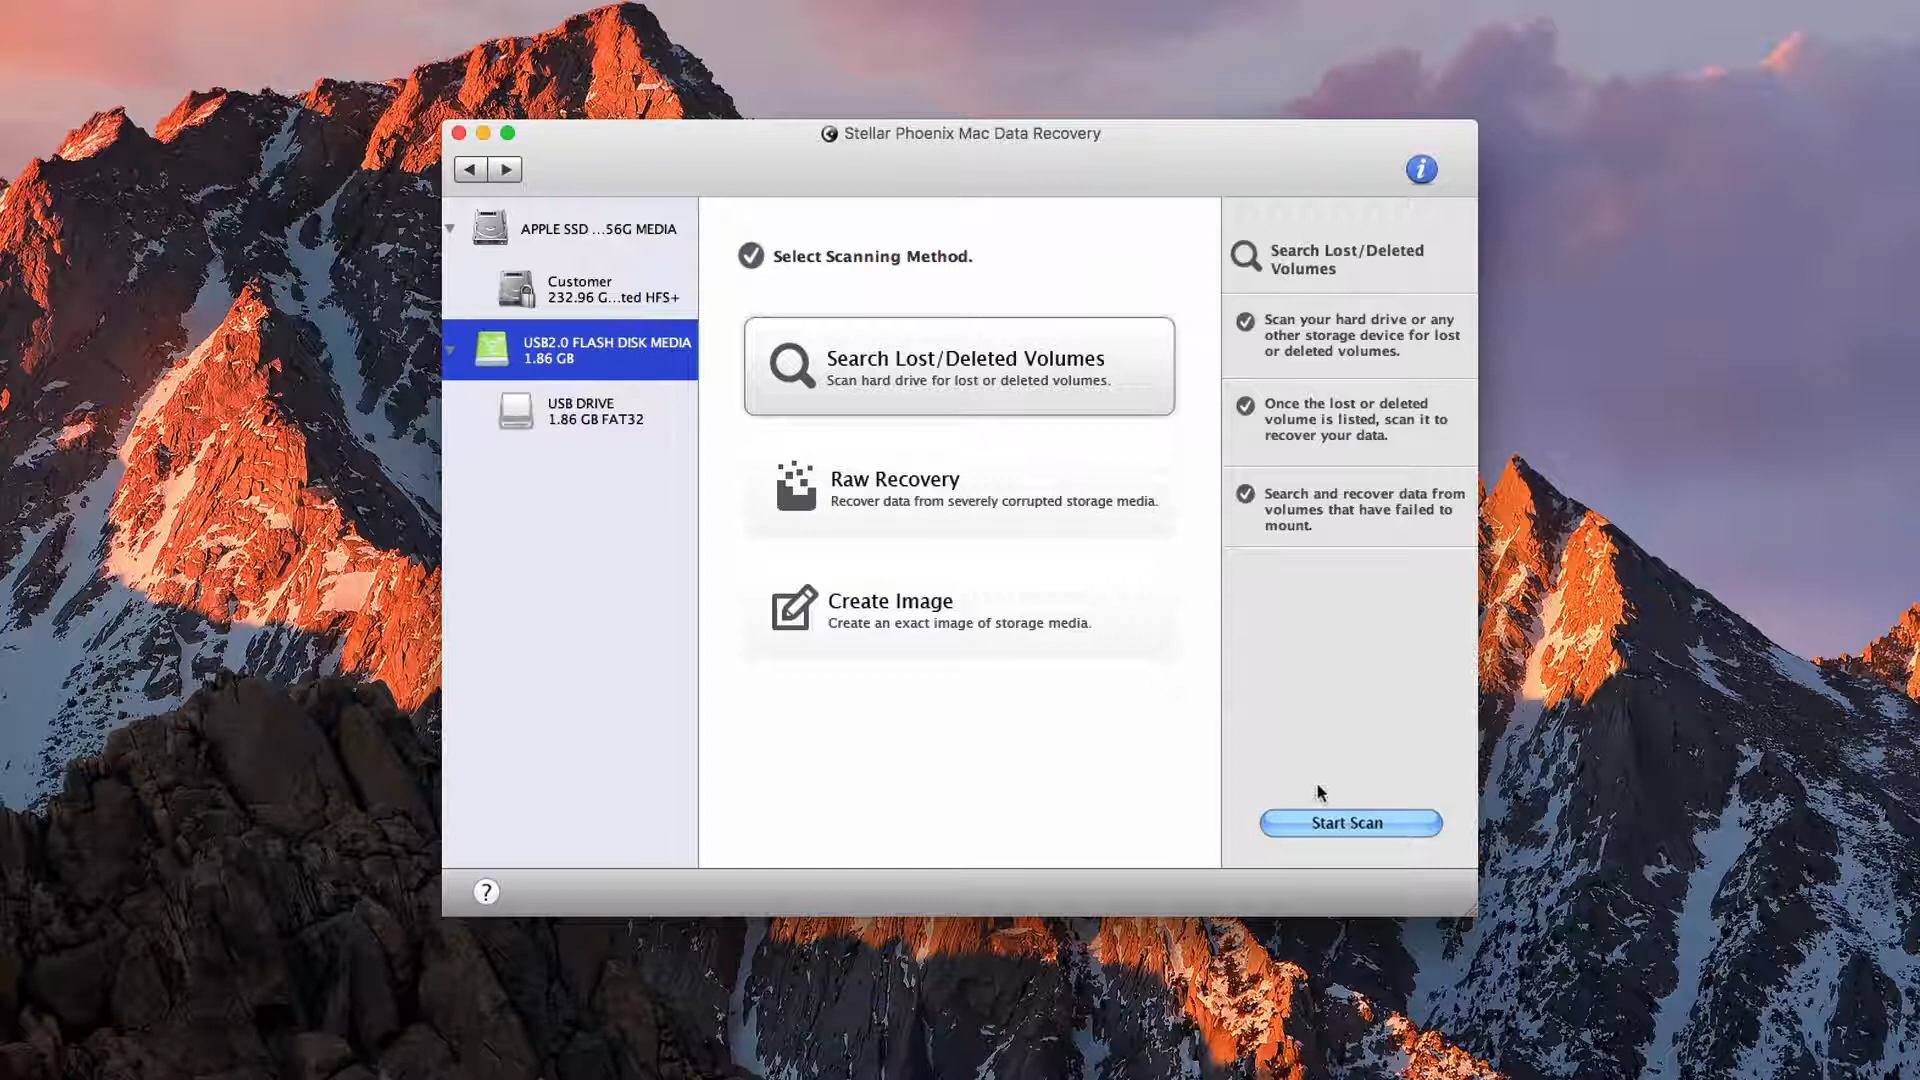 Stellar Phoenix Mac Data Recovery
i
APPLE SSD ...56G MEDIA
Customer
232.96 G...ted HFS+
USB2.0 FLASH DISK MEDIA
1.86 GB
USB DRIVE
1.86 GB FAT32
Select Scanning Method.
Search Lost/Deleted Volumes
Scan hard drive for lost or deleted volumes.
Raw Recovery
Recover data from severely corrupted storage media.
Create Image
Create an exact image of storage media.
Search Lost/Deleted
Volumes
Scan your hard drive or any
other storage device for lost
or deleted volumes.
Once the lost or deleted
volume is listed, scan it to
recover your data.
Search and recover data from
volumes that have failed to
mount.
Start Scan
?